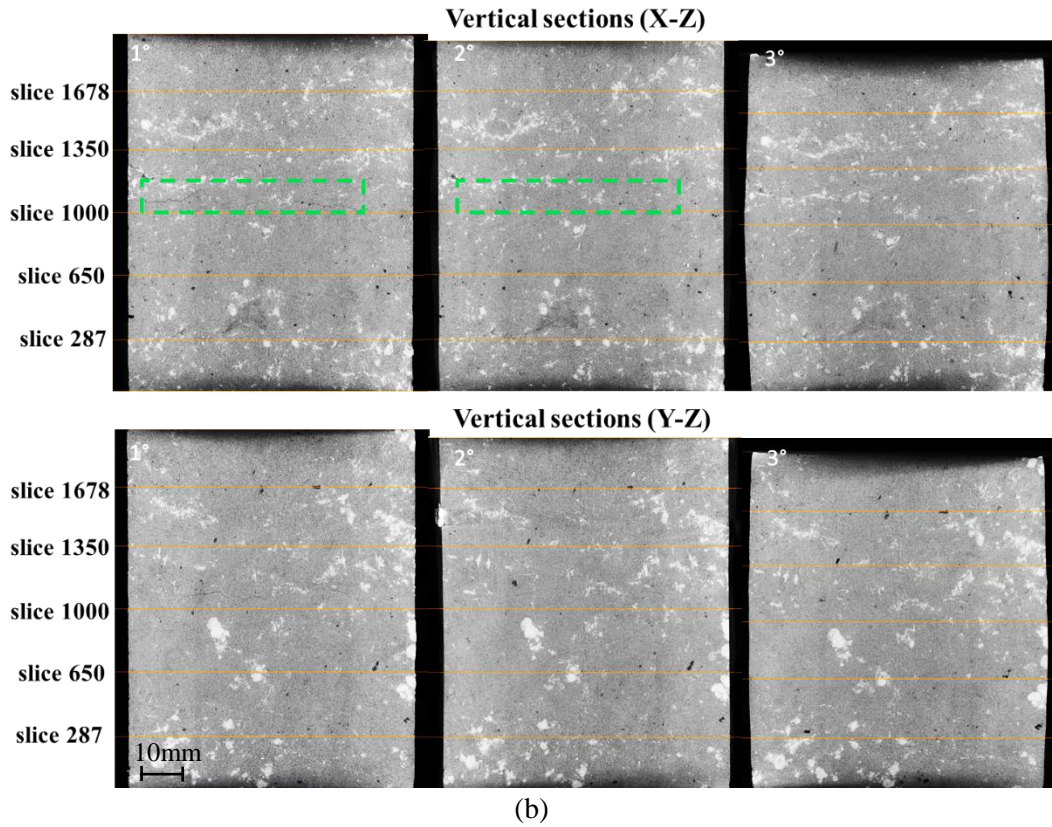 Vertical sections (X-Z)
1° 2° 3°
slice 1678
slice 1350
slice 1000
slice 650
slice 287
Vertical sections (Y-Z)
1° 2° 3°
slice 1678
slice 1350
slice 1000
slice 650
slice 287
10mm
(b)